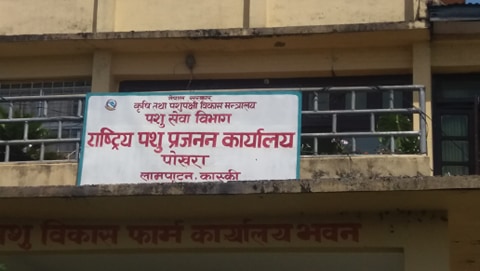 नेपाल सरकार
कृषि तथा पशुपंक्षी विकास मन्त्रालय
पशु सेवा विभाग
राष्ट्रिय पशु प्रजनन कार्यालय
पोखरा
लामपाटन, कास्की
पशु विकास फार्म कार्यालय भवन